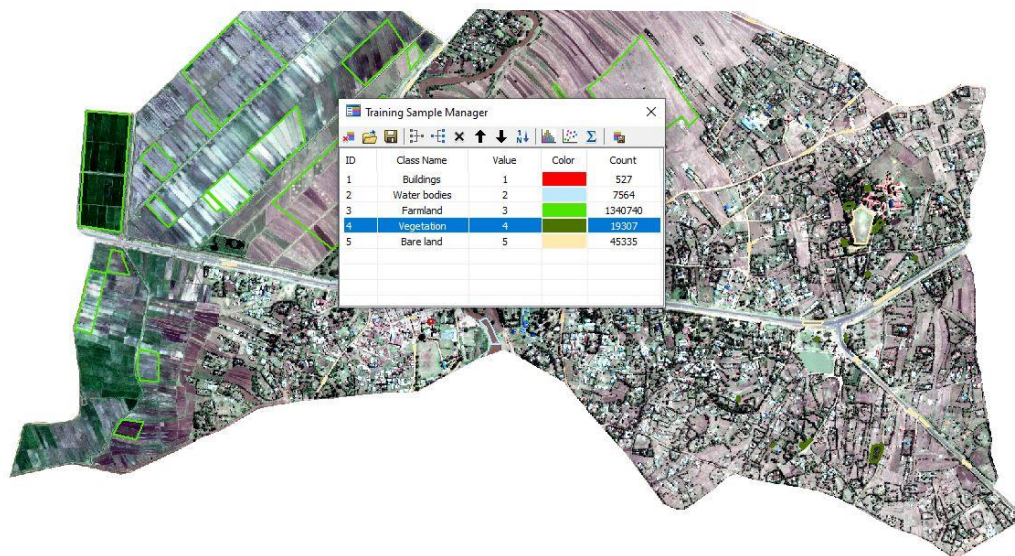 Training Sample Manager
ID Class Name Value Color Count
1 Buildings 1 527
2 Water bodies 2 7564
3 Farmland 3 1340740
4 Vegetation 4 19307
5 Bare land 5 45335